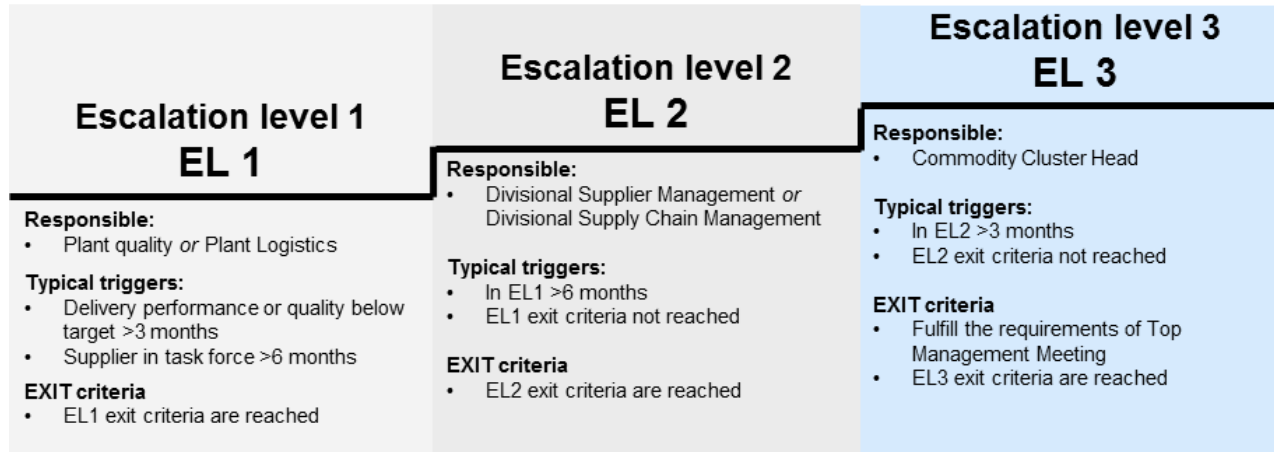 Escalation level 1
EL 1
Responsible:
• Plant quality or Plant Logistics
Typical triggers:
• Delivery performance or quality below
target >3 months
• Supplier in task force >6 months
EXIT criteria
• EL1 exit criteria are reached
Escalation level 2
EL 2
Responsible:
• Divisional Supplier Management or
Divisional Supply Chain Management
Typical triggers:
• In EL1 >6 months
• EL1 exit criteria not reached
EXIT criteria
• EL2 exit criteria are reached
Escalation level 3
EL 3
Responsible:
• Commodity Cluster Head
Typical triggers:
• In EL2 >3 months
• EL2 exit criteria not reached
EXIT criteria
• Fulfill the requirements of Top
Management Meeting
• EL3 exit criteria are reached